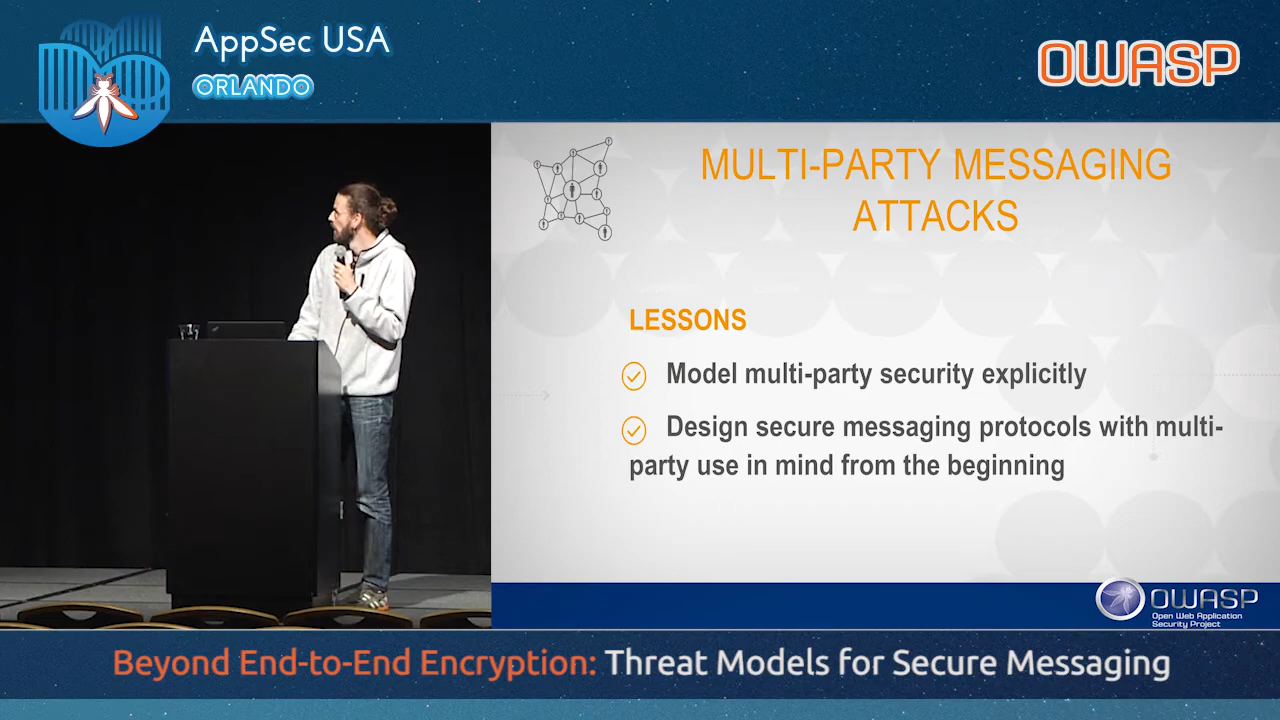 AppSec USA
ORLANDO
OWASP
MULTI-PARTY MESSAGING
ATTACKS
LESSONS
Model multi-party security explicitly
Design secure messaging protocols with multi-
party use in mind from the beginning
OWASP
Open Web Application
Security Project
Beyond End-to-End Encryption: Threat Models for Secure Messaging